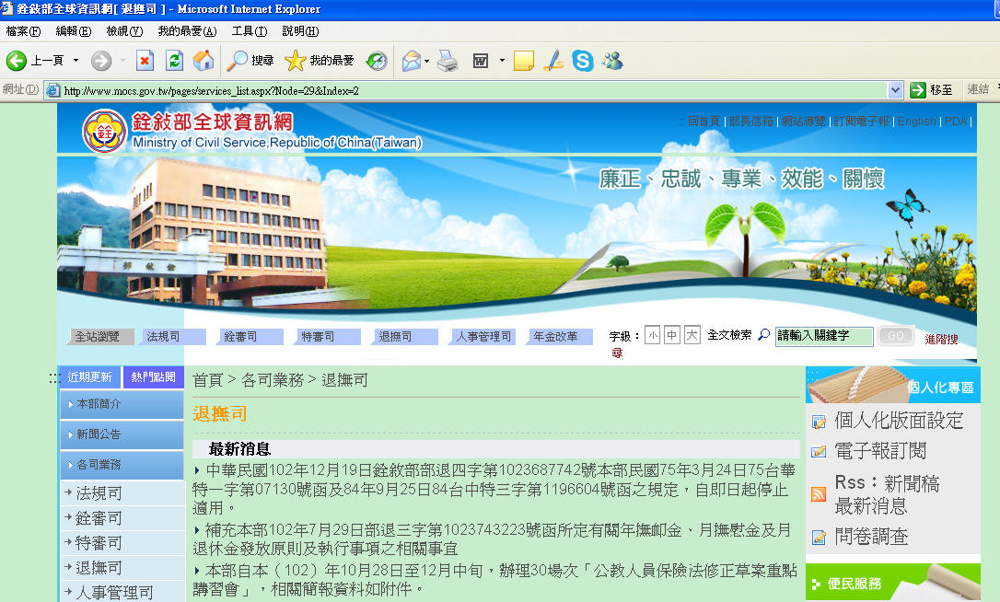 銓敘部全球資訊網[ 退撫司 ] - Microsoft Internet Explorer
檔案(F) 編輯(E) 檢視(V) 我的最愛(A) 工具(T) 說明(H)
上一頁 搜尋 我的最愛
網址(D) http://www.mocs.gov.tw/pages/services_list.aspx?Node=29&Index=2 移至 連結
銓敘部全球資訊網
Ministry of Civil Service,Republic of China(Taiwan)
::: 回首頁 | 部長信箱 | 網站導覽 | 訂閱電子報 | English | PDA |
廉正、忠誠、專業、效能、關懷
銓敘部
全站瀏覽 法規司 銓審司 特審司 退撫司 人事管理司 年金改革 字級： 小 中 大 全文檢索 請輸入關鍵字 GO 進階搜
尋
::: 近期更新 熱門點閱
本部簡介
新聞公告
各司業務
法規司
銓審司
特審司
退撫司
人事管理司
首頁 > 各司業務 > 退撫司
退撫司
最新消息
中華民國102年12月19日銓敘部部退四字第1023687742號本部民國75年3月24日75台華
特一字第07130號函及84年9月25日84台中特三字第1196604號函之規定，自即日起停止
適用。
補充本部102年7月29日部退三字第1023743223號函所定有關年撫卹金、月撫慰金及月
退休金發放原則及執行事項之相關事宜
本部自本（102）年10月28日至12月中旬，辦理30場次「公教人員保險法修正草案重點
講習會」，相關簡報資料如附件。
:::
個人化專區
個人化版面設定
電子報訂閱
Rss：新聞稿
最新消息
問卷調查
便民服務